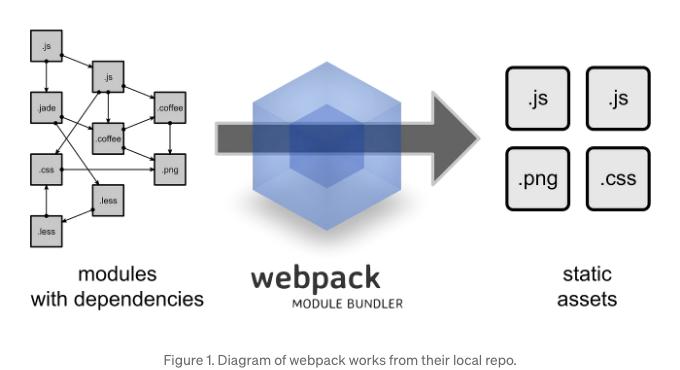 .js
.js
.jade
.coffee
.coffee
.css
.png
.less
.less
modules
with dependencies
webpack
MODULE BUNDLER
.js
.js
.png
.css
static
assets
Figure 1. Diagram of webpack works from their local repo.